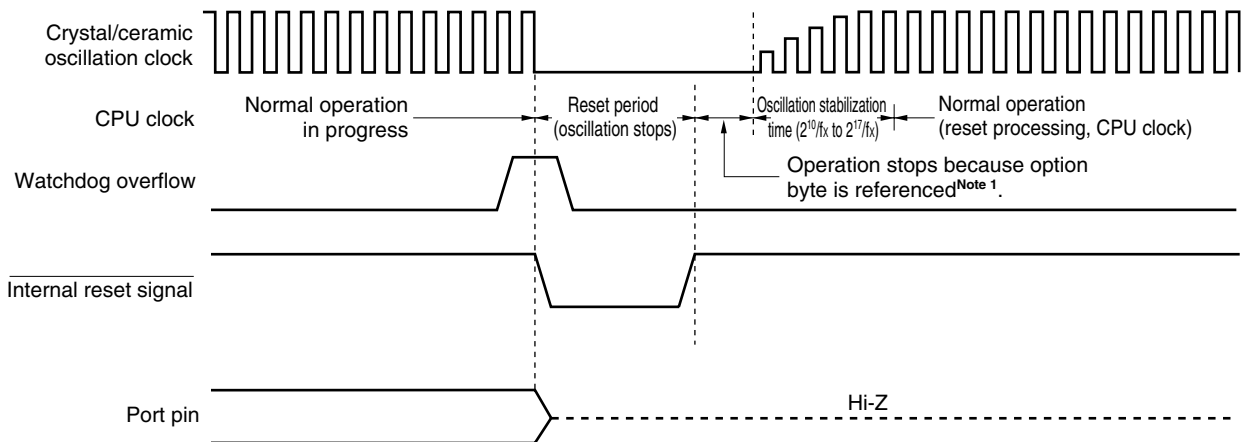 Crystal/ceramic
oscillation clock
CPU clock
Normal operation
in progress
Reset period
(oscillation stops)
Oscillation stabilization
time (2¹⁰/fx to 2¹⁷/fx)
Normal operation
(reset processing, CPU clock)
Operation stops because option
byte is referencedNote 1.
Watchdog overflow
Internal reset signal
Port pin
Hi-Z